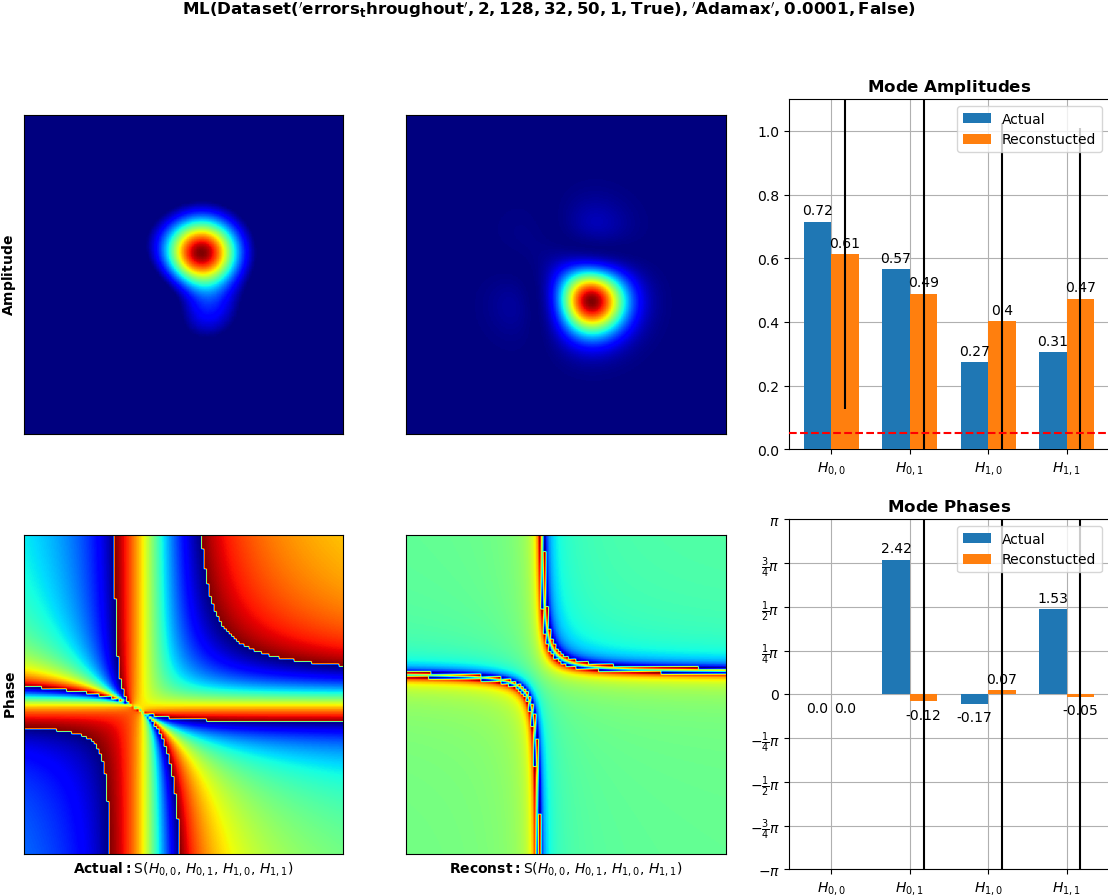 ML(Dataset('errors_throughout', 2, 128, 32, 50, 1, True), 'Adamax', 0.0001, False)
Amplitude
Mode Amplitudes
Actual
Reconstucted
1.0
0.8
0.6
0.4
0.2
0.0
0.72
0.61
0.57
0.49
0.27
0.4
0.31
0.47
H0,0
H0,1
H1,0
H1,1
Phase
Actual: S(H0,0, H0,1, H1,0, H1,1)
Reconst: S(H0,0, H0,1, H1,0, H1,1)
Mode Phases
Actual
Reconstucted
π
3/4π
1/2π
1/4π
0
−1/4π
−1/2π
−3/4π
−π
0.0
0.0
2.42
-0.12
-0.17
0.07
1.53
-0.05
H0,0
H0,1
H1,0
H1,1